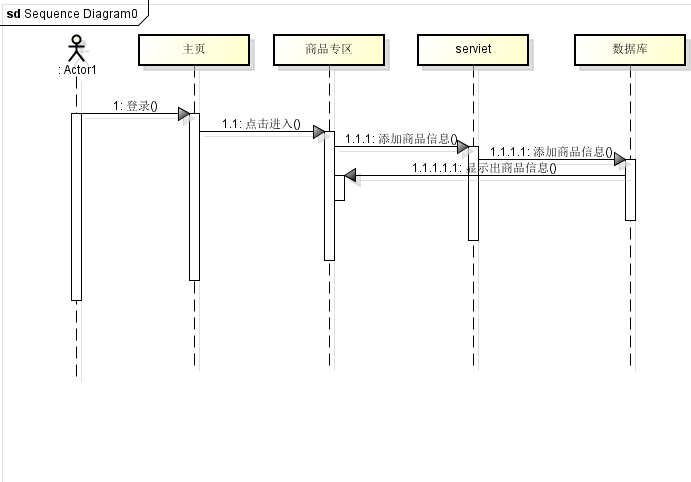 sd Sequence Diagram0
: Actor1
主页
商品专区
serviet
数据库
1: 登录()
1.1: 点击进入()
1.1.1: 添加商品信息()
1.1.1.1: 添加商品信息()
1.1.1.1.1: 显示出商品信息()